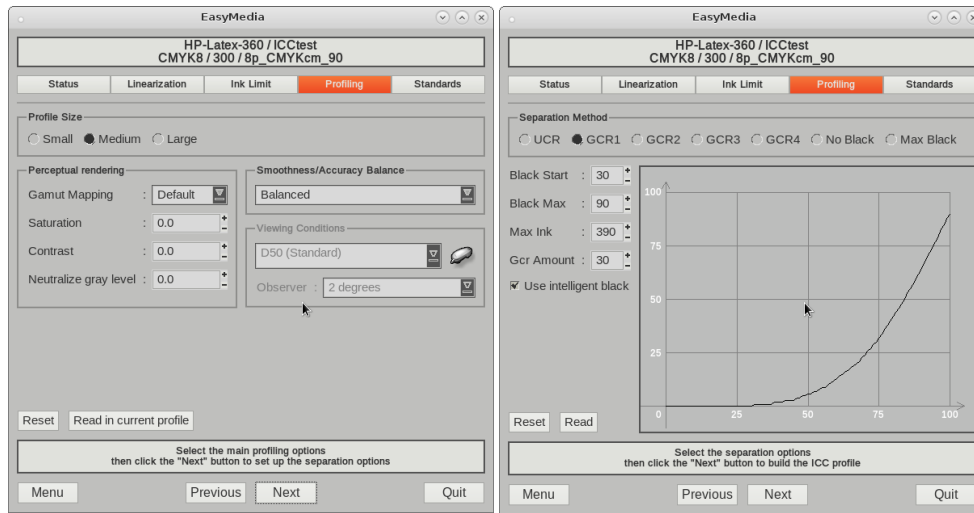 EasyMedia
HP-Latex-360 / ICCtest
CMYK8 / 300 / 8p_CMYKcm_90
Status Linearization Ink Limit Profiling Standards
Profile Size
Small Medium Large
Perceptual rendering
Gamut Mapping : Default
Saturation : 0.0
Contrast : 0.0
Neutralize gray level : 0.0
Smoothness/Accuracy Balance
Balanced
Viewing Conditions
D50 (Standard)
Observer : 2 degrees
Reset Read in current profile
Select the main profiling options
then click the "Next" button to set up the separation options
Menu Previous Next Quit
EasyMedia
HP-Latex-360 / ICCtest
CMYK8 / 300 / 8p_CMYKcm_90
Status Linearization Ink Limit Profiling Standards
Separation Method
UCR GCR1 GCR2 GCR3 GCR4 No Black Max Black
Black Start : 30
Black Max : 90
Max Ink : 390
Gcr Amount : 30
Use intelligent black
100
75
50
25
0 25 50 75 100
Reset Read
Select the separation options
then click the "Next" button to build the ICC profile
Menu Previous Next Quit